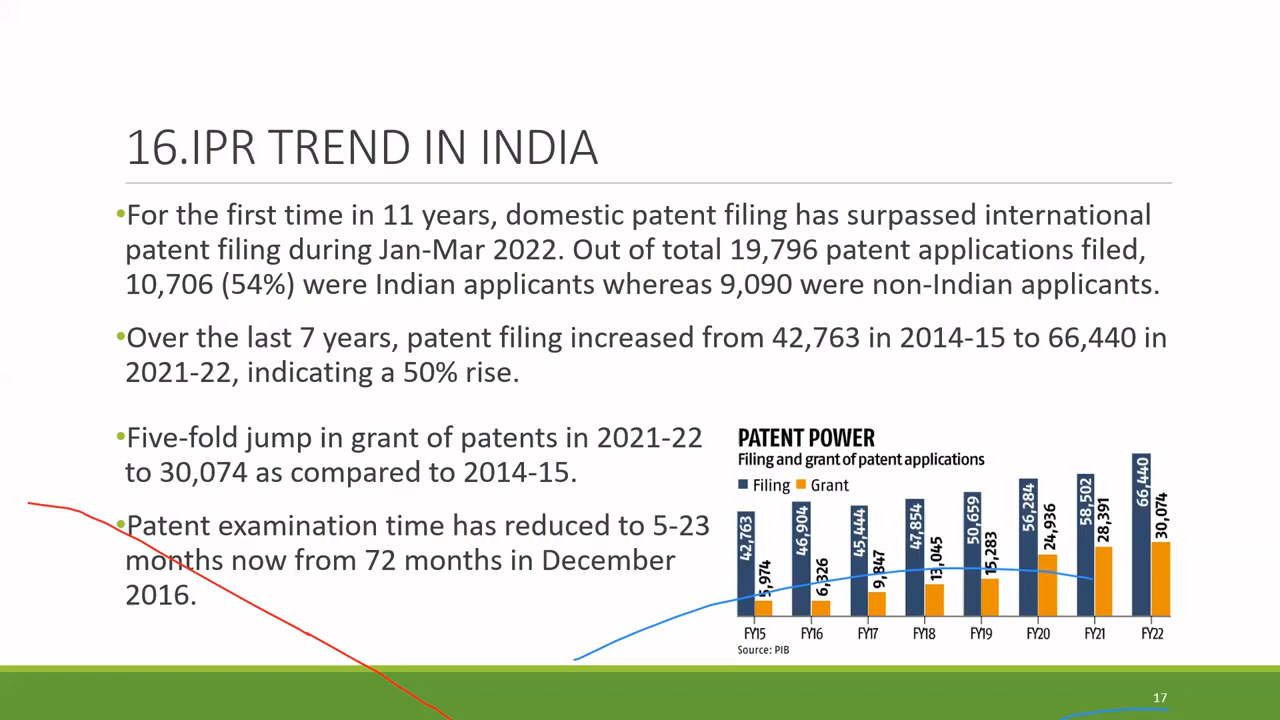 16.IPR TREND IN INDIA
•For the first time in 11 years, domestic patent filing has surpassed international
patent filing during Jan-Mar 2022. Out of total 19,796 patent applications filed,
10,706 (54%) were Indian applicants whereas 9,090 were non-Indian applicants.
•Over the last 7 years, patent filing increased from 42,763 in 2014-15 to 66,440 in
2021-22, indicating a 50% rise.
•Five-fold jump in grant of patents in 2021-22
to 30,074 as compared to 2014-15.
•Patent examination time has reduced to 5-23
months now from 72 months in December
2016.
PATENT POWER
Filing and grant of patent applications
Filing Grant
42,763 5,974 46,904 6,326 45,444 9,847 47,854 13,045 50,659 15,283 56,284 24,936 58,502 28,391 66,440 30,074
FY15 FY16 FY17 FY18 FY19 FY20 FY21 FY22
Source: PIB
17